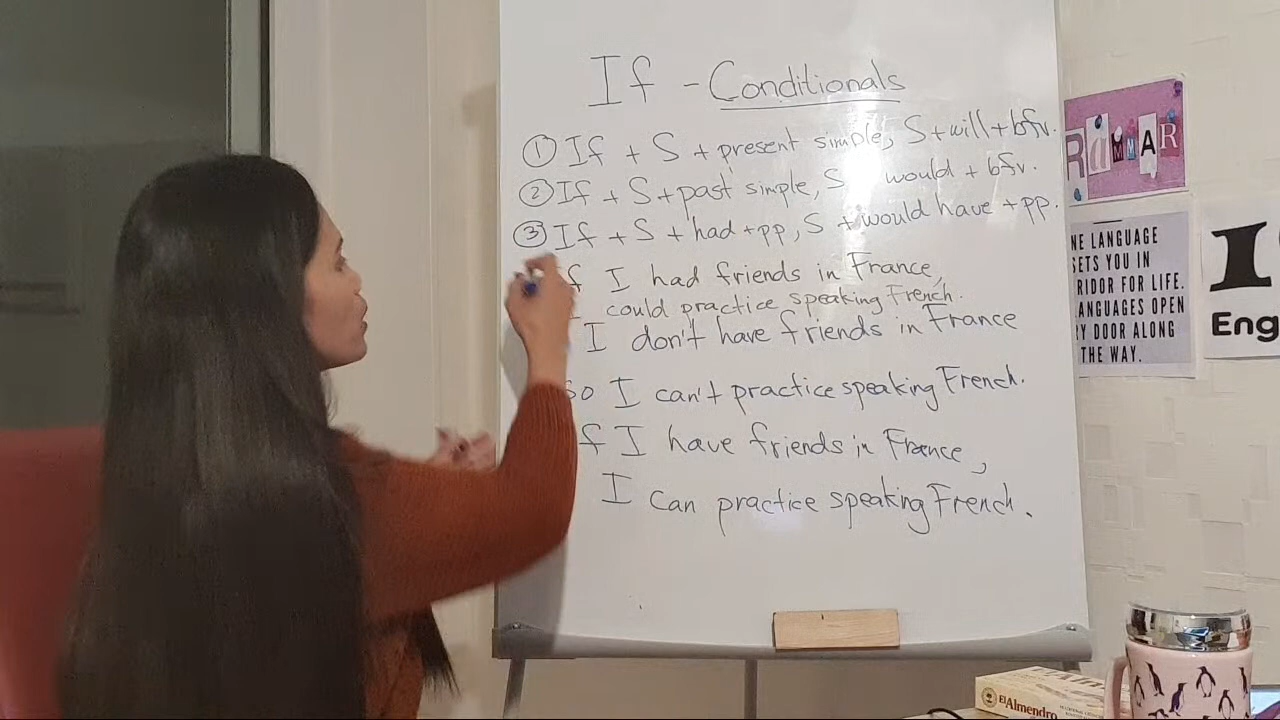 If - Conditionals
① If + S + present simple, S + will + bfv.
② If + S + past simple, S would + bfv.
③ If + S + had + pp, S + would have + pp.
f I had friends in France,
could practice speaking French.
I don't have friends in France
so I can't practice speaking French.
f I have friends in France,
I can practice speaking French.
RAMMAR
NE LANGUAGE
SETS YOU IN
RIDOR FOR LIFE.
ANGUAGES OPEN
RY DOOR ALONG
THE WAY.
I
Eng
ElAlmendro